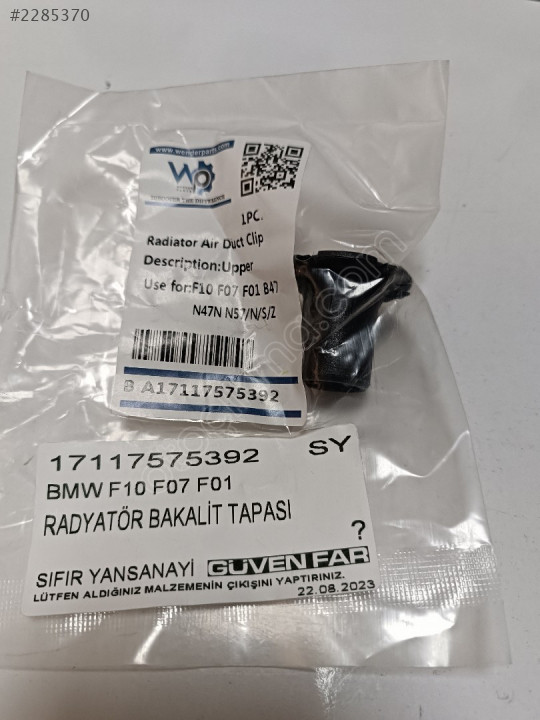 #2285370
www.wenderparts.com
1PC.
Radiator Air Duct Clip
Description:Upper
Use for:F10 F07 F01 B47
N47N N57/N/S/Z
B A17117575392
17117575392 SY
BMW F10 F07 F01
RADYATÖR BAKALİT TAPASI
?
SIFIR YANSANAYİ GÜVEN FAR
LÜTFEN ALDIĞINIZ MALZEMENİN ÇIKIŞINI YAPTIRINIZ.
22.08.2023